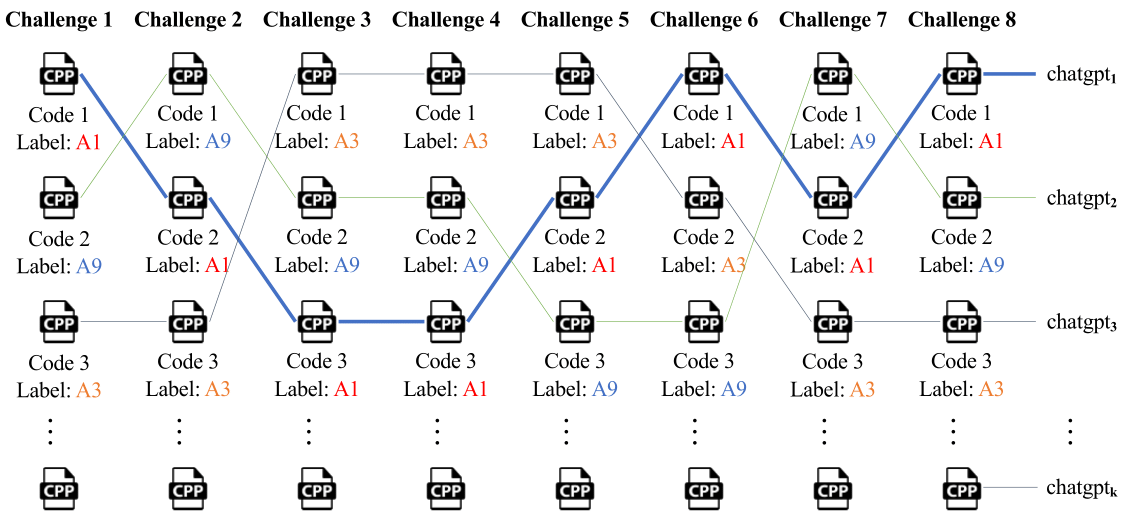 Challenge 1 Challenge 2 Challenge 3 Challenge 4 Challenge 5 Challenge 6 Challenge 7 Challenge 8
CPP CPP CPP CPP CPP CPP CPP CPP chatgpt1
Code 1 Code 1 Code 1 Code 1 Code 1 Code 1 Code 1 Code 1
Label: A1 Label: A9 Label: A3 Label: A3 Label: A3 Label: A1 Label: A9 Label: A1
CPP CPP CPP CPP CPP CPP CPP CPP chatgpt2
Code 2 Code 2 Code 2 Code 2 Code 2 Code 2 Code 2 Code 2
Label: A9 Label: A1 Label: A9 Label: A9 Label: A1 Label: A3 Label: A1 Label: A9
CPP CPP CPP CPP CPP CPP CPP CPP chatgpt3
Code 3 Code 3 Code 3 Code 3 Code 3 Code 3 Code 3 Code 3
Label: A3 Label: A3 Label: A1 Label: A1 Label: A9 Label: A9 Label: A3 Label: A3
CPP CPP CPP CPP CPP CPP CPP CPP chatgptk